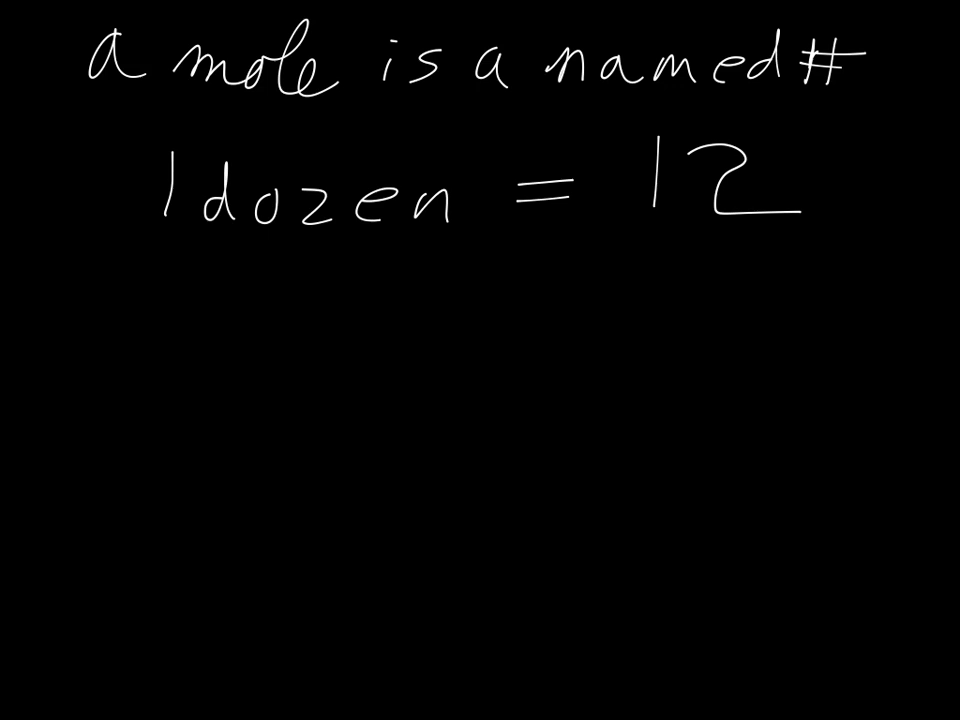 a mole is a named #
1 dozen = 12